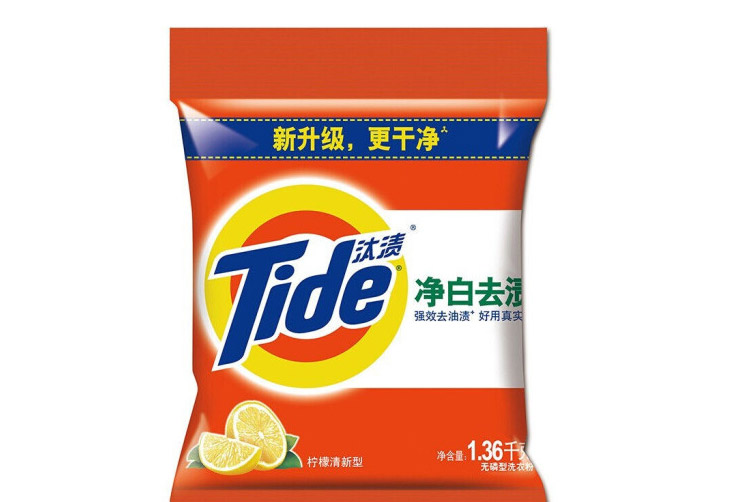 新升级，更干净
汰渍
Tide
净白去渍
强效去油渍+ 好用真实
柠檬清新型
净含量: 1.36千克
无磷型洗衣粉